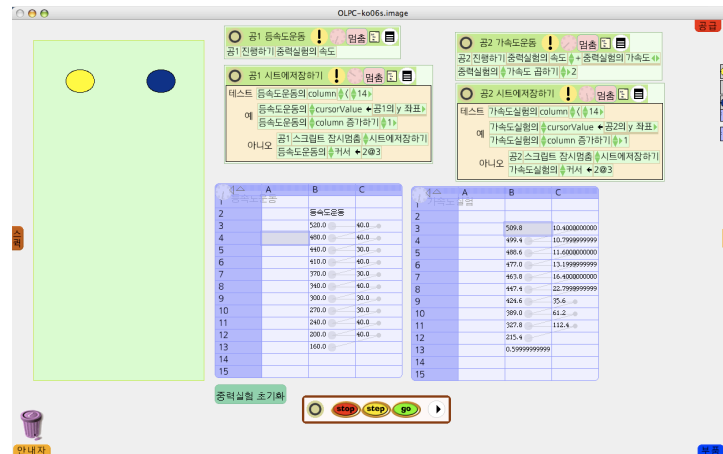 OLPC-ko06s.image
공급
공1 등속도운동 ! 멈춤
공1 진행하기 중력실험의 속도
공1 시트에저장하기 ! 멈춤
테스트 등속도운동의 column < 14
예 등속도운동의 cursorValue ← 공1의 y 좌표
등속도운동의 column 증가하기 1
아니오 공1 스크립트 잠시멈춤 시트에저장하기
등속도운동의 커서 ← 2@3
공2 가속도운동 ! 멈춤
공2 진행하기 중력실험의 속도 + 중력실험의 가속도
중력실험의 가속도 곱하기 2
공2 시트에저장하기 ! 멈춤
테스트 가속도실험의 column < 14
예 가속도실험의 cursorValue ← 공2의 y 좌표
가속도실험의 column 증가하기 1
아니오 공2 스크립트 잠시멈춤 시트에저장하기
가속도실험의 커서 ← 2@3
A B C
1 등속도운동
2 등속도운동
3 520.0 40.0
4 480.0 40.0
5 440.0 30.0
6 410.0 40.0
7 370.0 30.0
8 340.0 40.0
9 300.0 30.0
10 270.0 30.0
11 240.0 40.0
12 200.0 40.0
13 160.0
14
15
A B C
1 가속도실험
2
3 509.8 10.4000000000
4 499.4 10.7999999999
5 488.6 11.6000000000
6 477.0 13.1999999999
7 463.8 16.4000000000
8 447.4 22.7999999999
9 424.6 35.6
10 389.0 61.2
11 327.8 112.4
12 215.4
13 0.59999999999
14
15
중력실험 초기화
stop step go
안내자
부품